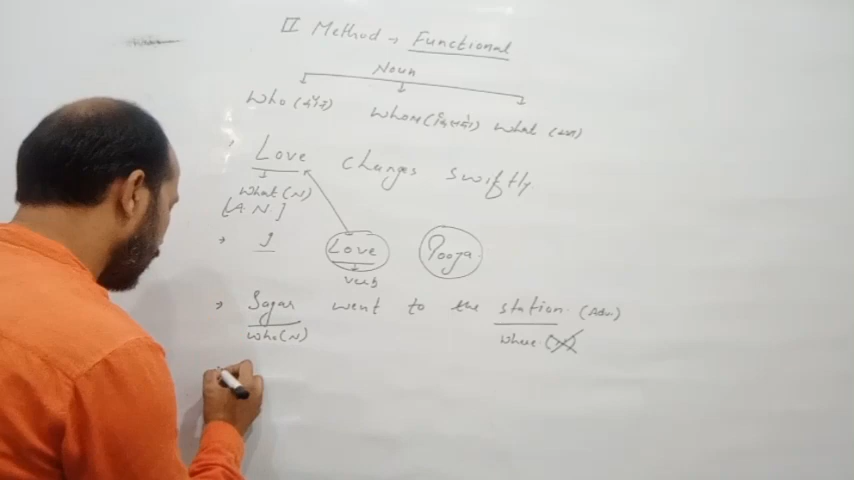 II Method → Functional
Noun
Who (कौन) Whom (किसको) What (क्या)
Love changes swiftly
What (N)
[A N]
→ I Love Pooja
verb
→ Sagar went to the station. (Adv)
Who (N) Where (N)